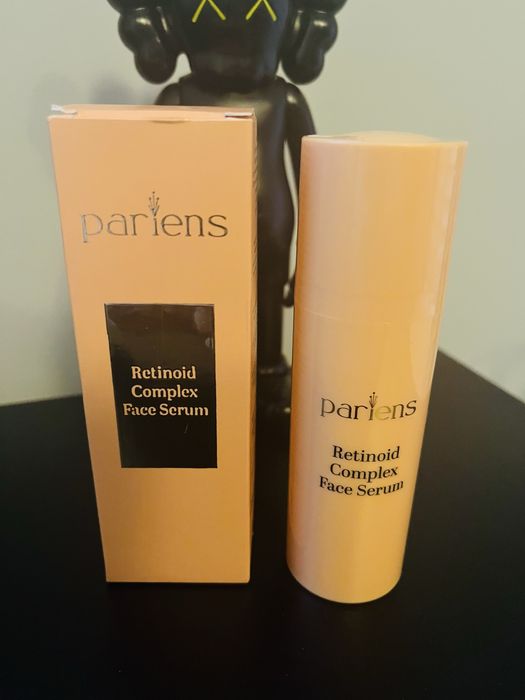 pariens
Retinoid
Complex
Face Serum
pariens
Retinoid
Complex
Face Serum